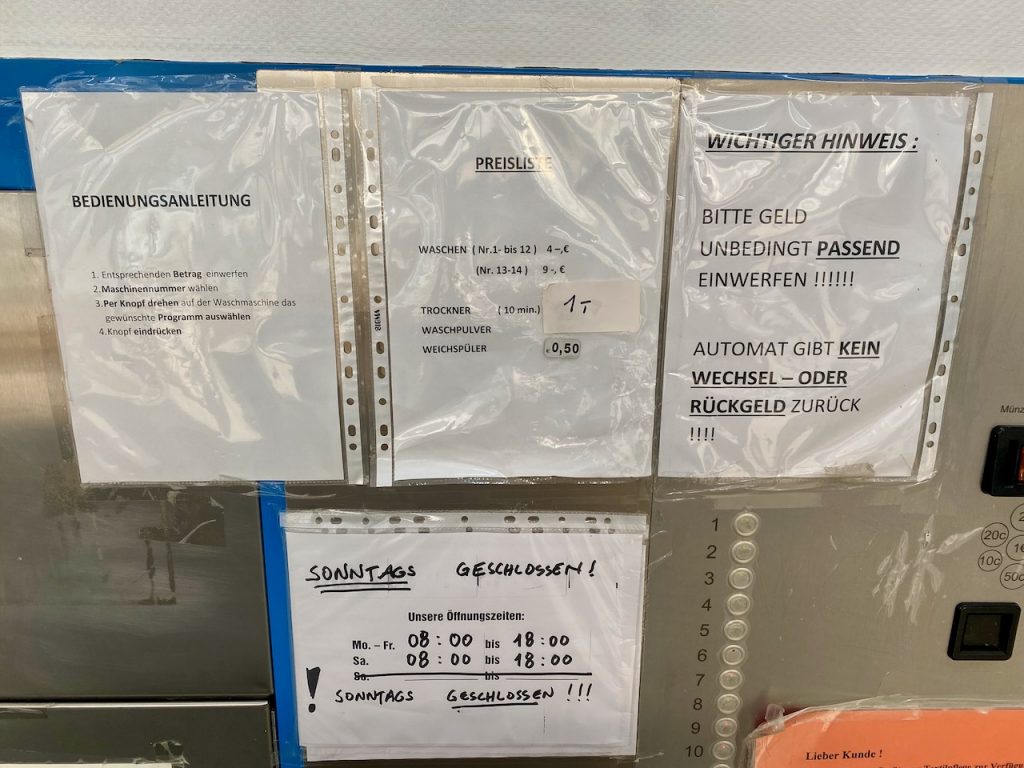 BEDIENUNGSANLEITUNG
1. Entsprechenden Betrag einwerfen
2.Maschinennummer wählen
3.Per Knopf drehen auf der Waschmaschine das
gewünschte Programm auswählen
4.Knopf eindrücken
PREISLISTE
WASCHEN ( Nr.1- bis 12 ) 4 –,€
(Nr. 13-14 ) 9 -, €
TROCKNER ( 10 min.) 1,-
WASCHPULVER
WEICHSPÜLER € 0,50
SIGMA
WICHTIGER HINWEIS :
BITTE GELD
UNBEDINGT PASSEND
EINWERFEN !!!!!!
AUTOMAT GIBT KEIN
WECHSEL – ODER
RÜCKGELD ZURÜCK
!!!!
SONNTAGS GESCHLOSSEN!
Unsere Öffnungszeiten:
Mo. – Fr. 08:00 bis 18:00
Sa. 08:00 bis 18:00
So. bis
! SONNTAGS GESCHLOSSEN !!!
1
2
3
4
5
6
7
8
9
10
20c
10c
50c
Lieber Kunde !